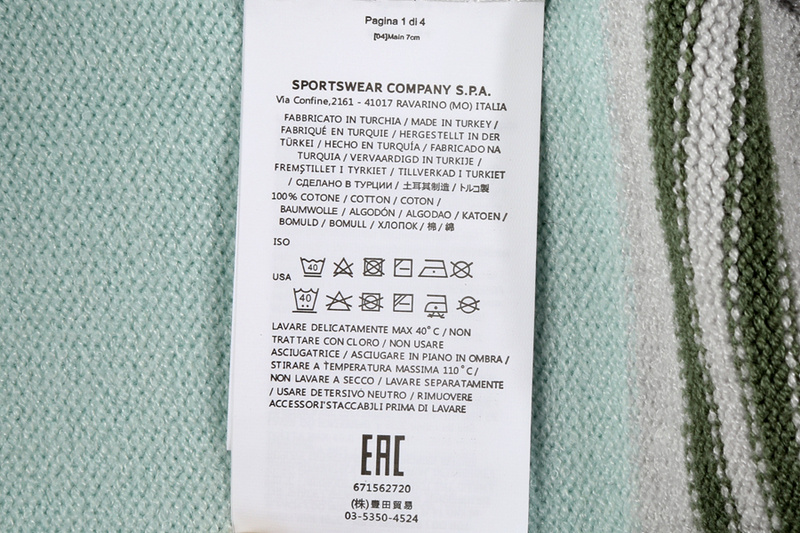 Pagina 1 di 4
[04]Main 7cm
SPORTSWEAR COMPANY S.P.A.
Via Confine,2161 - 41017 RAVARINO (MO) ITALIA
FABBRICATO IN TURCHIA / MADE IN TURKEY /
FABRIQUÉ EN TURQUIE / HERGESTELLT IN DER
TÜRKEI / HECHO EN TURQUÍA / FABRICADO NA
TURQUIA / VERVAARDIGD IN TURKIJE /
FREMSTILLET I TYRKIET / TILLVERKAD I TURKIET
/ СДЕЛАНО В ТУРЦИИ / 土耳其制造 / トルコ製
100% COTONE / COTTON / COTON /
BAUMWOLLE / ALGODÓN / ALGODAO / KATOEN /
BOMULD / BOMULL / ХЛОПОК / 棉 / 綿
ISO
40
USA
40
LAVARE DELICATAMENTE MAX 40°C / NON
TRATTARE CON CLORO / NON USARE
ASCIUGATRICE / ASCIUGARE IN PIANO IN OMBRA /
STIRARE A TEMPERATURA MASSIMA 110°C /
NON LAVARE A SECCO / LAVARE SEPARATAMENTE
/ USARE DETERSIVO NEUTRO / RIMUOVERE
ACCESSORI STACCABILI PRIMA DI LAVARE
EAC
671562720
(株)豊田貿易
03-5350-4524